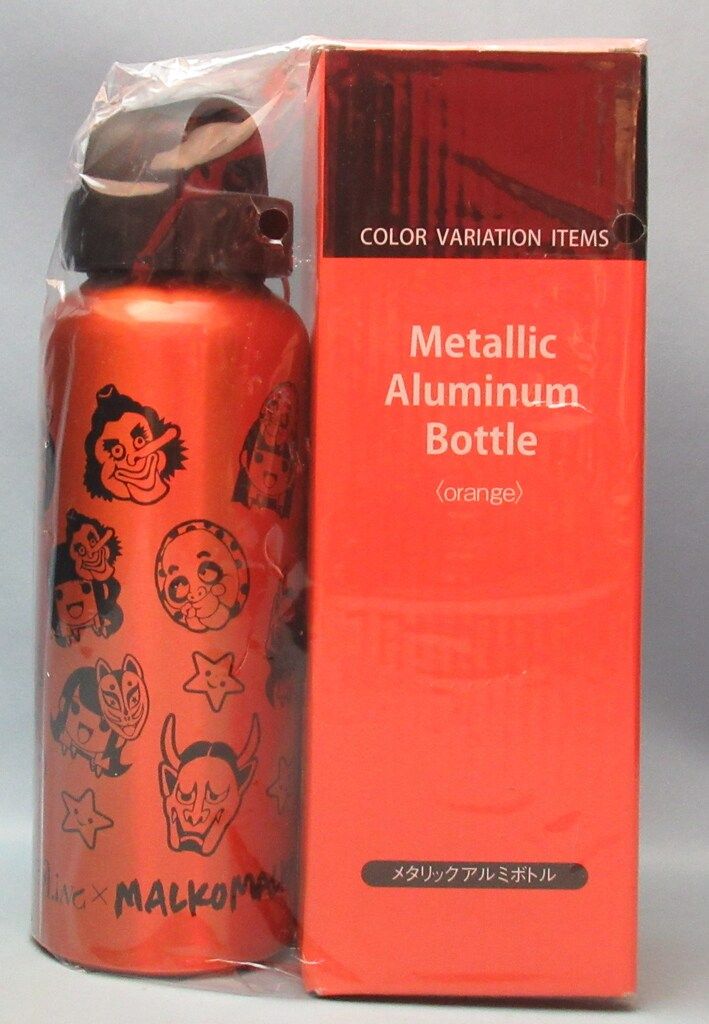 COLOR VARIATION ITEMS
Metallic
Aluminum
Bottle
〈orange〉
メタリックアルミボトル
× MALKOMA